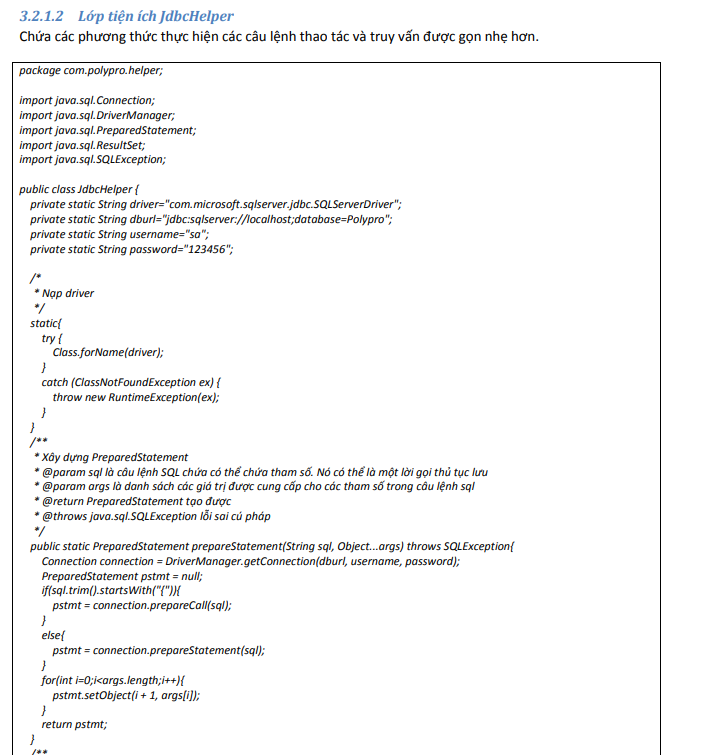 3.2.1.2 Lớp tiện ích JdbcHelper
Chứa các phương thức thực hiện các câu lệnh thao tác và truy vấn được gọn nhẹ hơn.
package com.polypro.helper;
import java.sql.Connection;
import java.sql.DriverManager;
import java.sql.PreparedStatement;
import java.sql.ResultSet;
import java.sql.SQLException;
public class JdbcHelper {
private static String driver="com.microsoft.sqlserver.jdbc.SQLServerDriver";
private static String dburl="jdbc:sqlserver://localhost;database=Polypro";
private static String username="sa";
private static String password="123456";
/*
* Nạp driver
*/
static{
try {
Class.forName(driver);
}
catch (ClassNotFoundException ex) {
throw new RuntimeException(ex);
}
}
/**
* Xây dựng PreparedStatement
* @param sql là câu lệnh SQL chứa có thể chứa tham số. Nó có thể là một lời gọi thủ tục lưu
* @param args là danh sách các giá trị được cung cấp cho các tham số trong câu lệnh sql
* @return PreparedStatement tạo được
* @throws java.sql.SQLException lỗi sai cú pháp
*/
public static PreparedStatement prepareStatement(String sql, Object...args) throws SQLException{
Connection connection = DriverManager.getConnection(dburl, username, password);
PreparedStatement pstmt = null;
if(sql.trim().startsWith("{")){
pstmt = connection.prepareCall(sql);
}
else{
pstmt = connection.prepareStatement(sql);
}
for(int i=0;i<args.length;i++){
pstmt.setObject(i + 1, args[i]);
}
return pstmt;
}
/**